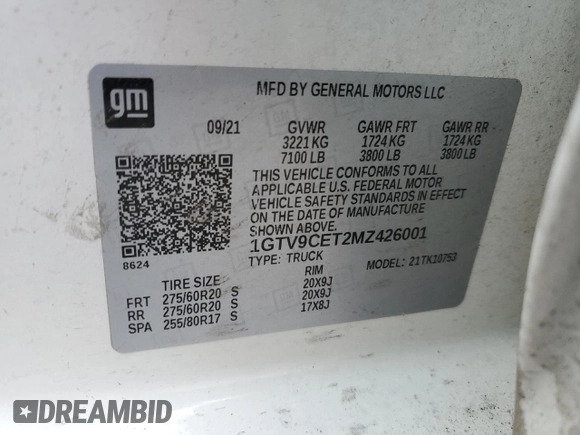 gm
MFD BY GENERAL MOTORS LLC
09/21 GVWR GAWR FRT GAWR RR
3221 KG 1724 KG 1724 KG
7100 LB 3800 LB 3800 LB
THIS VEHICLE CONFORMS TO ALL
APPLICABLE U.S. FEDERAL MOTOR
VEHICLE SAFETY STANDARDS IN EFFECT
ON THE DATE OF MANUFACTURE
SHOWN ABOVE.
1GTV9CET2MZ426001
8624
TYPE: TRUCK MODEL: 21TK10753
TIRE SIZE RIM
FRT 275/60R20 S 20X9J
RR 275/60R20 S 20X9J
SPA 255/80R17 S 17X8J
DREAMBID